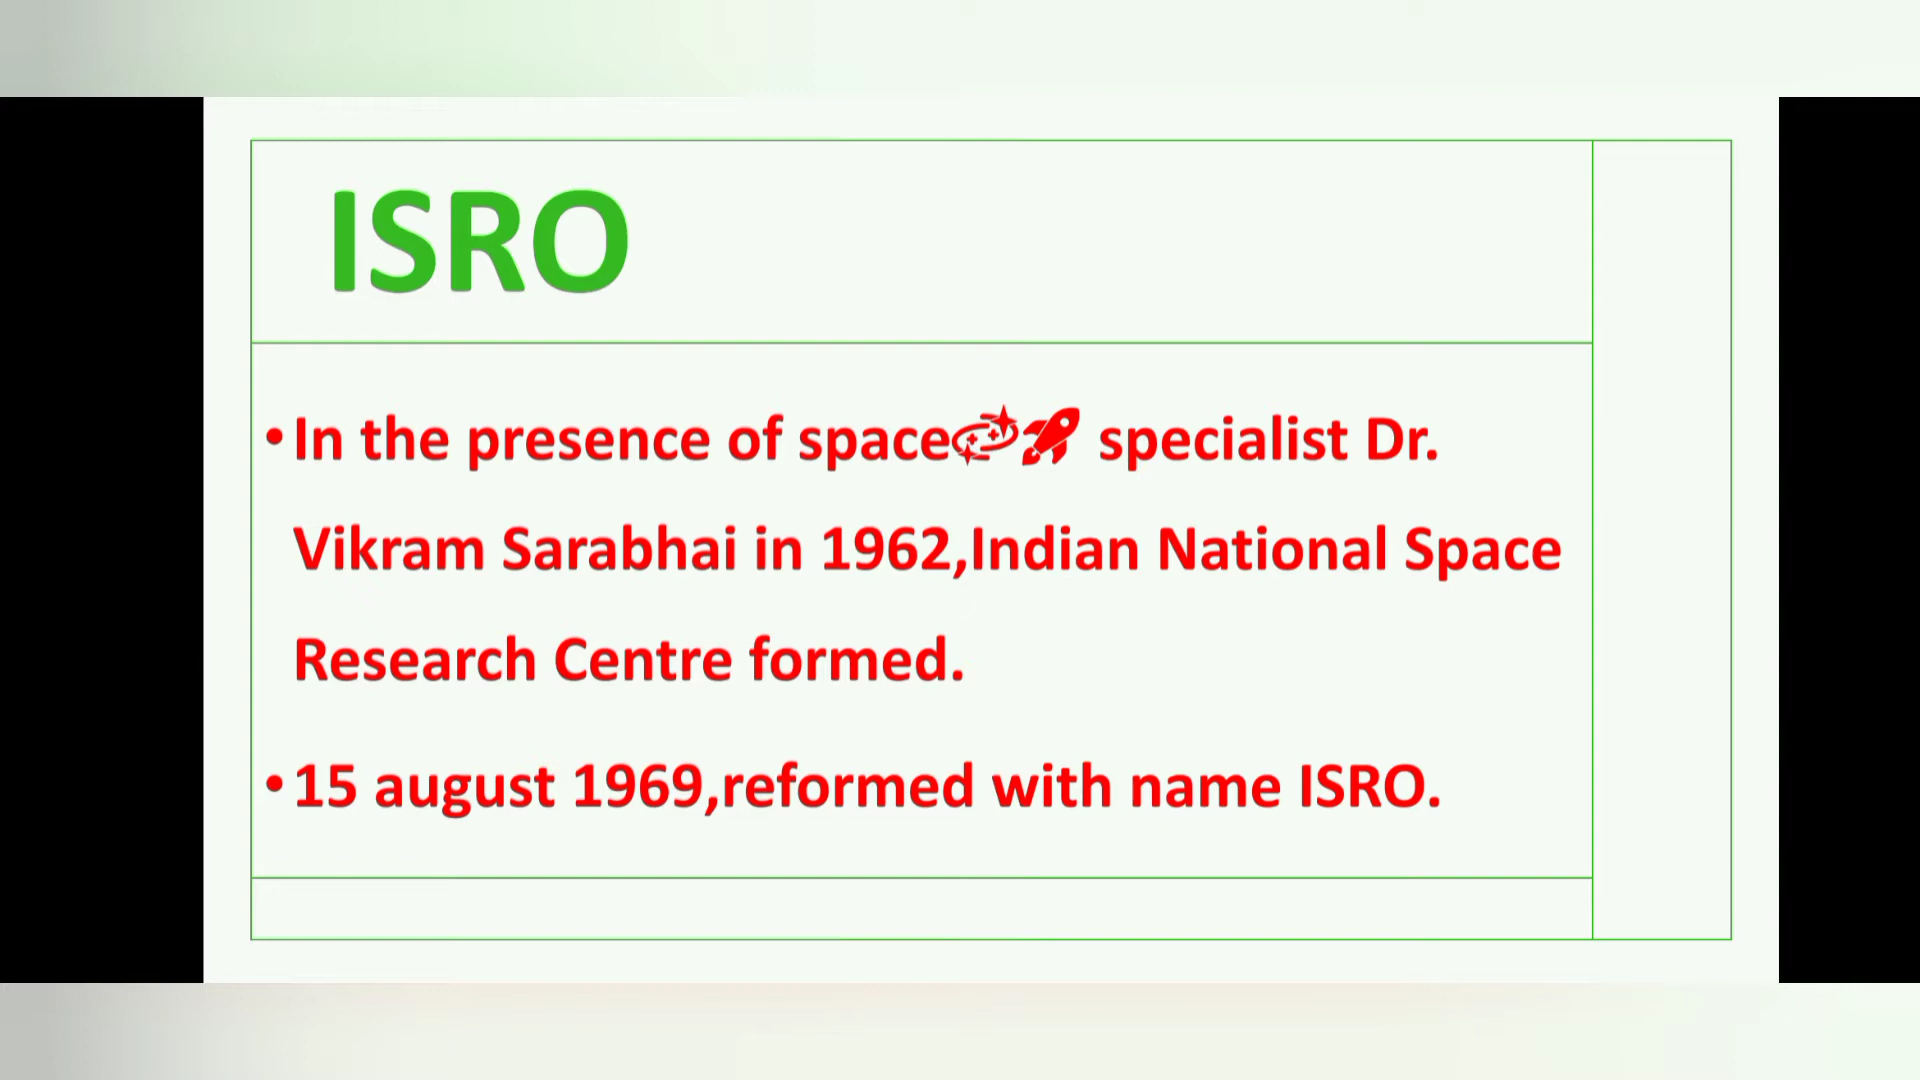 ISRO
• In the presence of space🌌🚀 specialist Dr.
Vikram Sarabhai in 1962,Indian National Space
Research Centre formed.
• 15 august 1969,reformed with name ISRO.